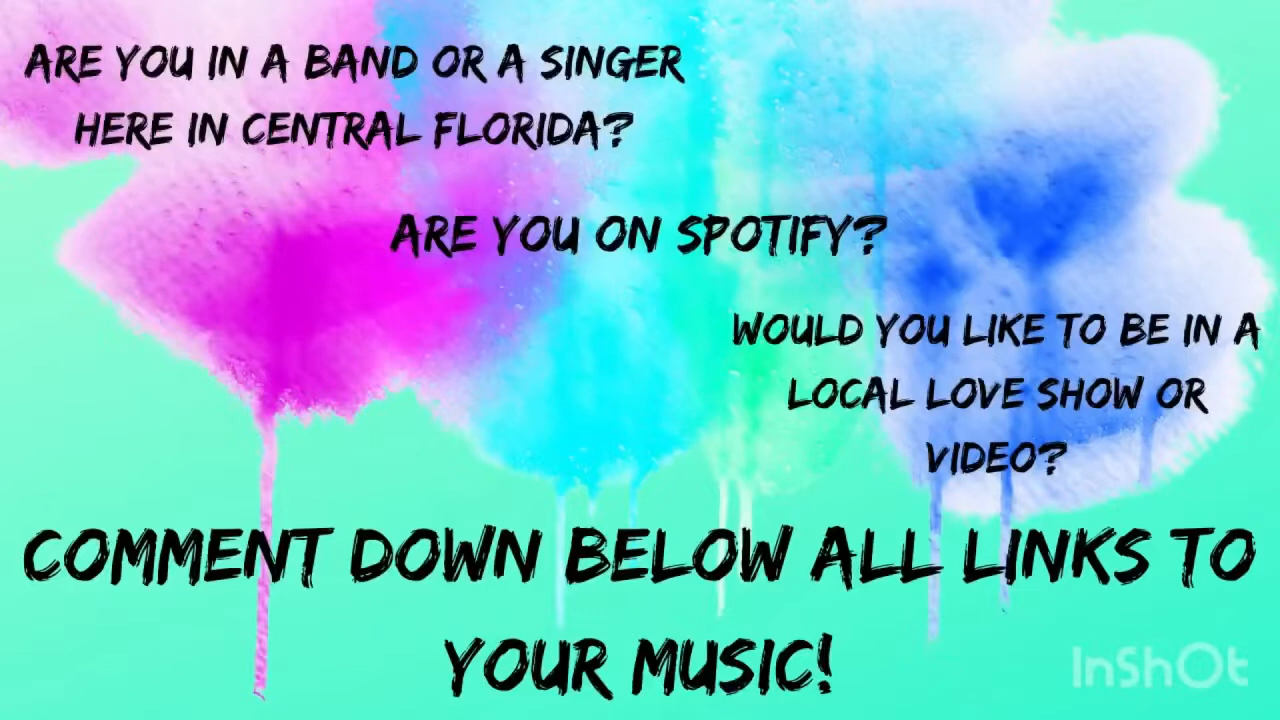 ARE YOU IN A BAND OR A SINGER
HERE IN CENTRAL FLORIDA?
ARE YOU ON SPOTIFY?
WOULD YOU LIKE TO BE IN A
LOCAL LOVE SHOW OR
VIDEO?
COMMENT DOWN BELOW ALL LINKS TO
YOUR MUSIC!
InShOt